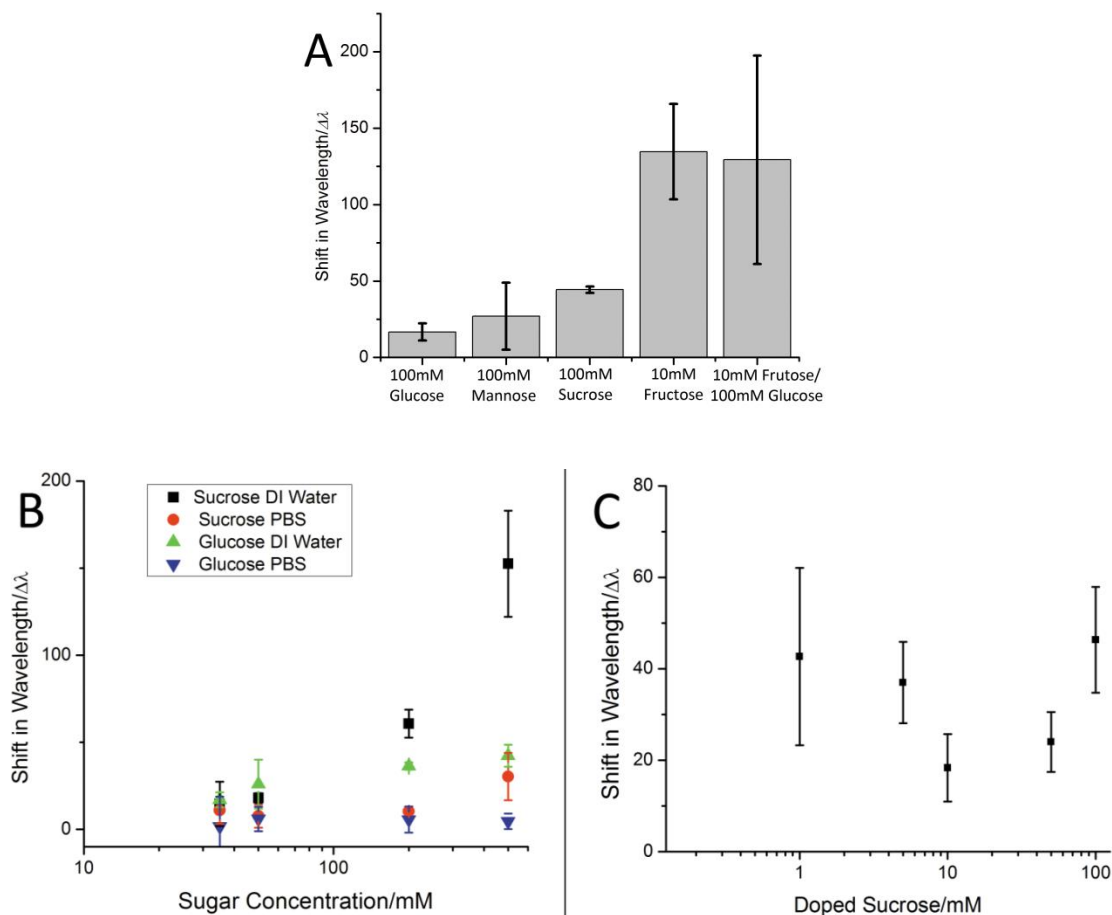 A
Shift in Wavelength/Δλ
200
150
100
50
0
100mM
Glucose
100mM
Mannose
100mM
Sucrose
10mM
Fructose
10mM Frutose/
100mM Glucose
B
Sucrose DI Water
Sucrose PBS
Glucose DI Water
Glucose PBS
Shift in Wavelength/Δλ
200
100
0
10
100
Sugar Concentration/mM
C
Shift in Wavelength/Δλ
80
60
40
20
0
1
10
100
Doped Sucrose/mM